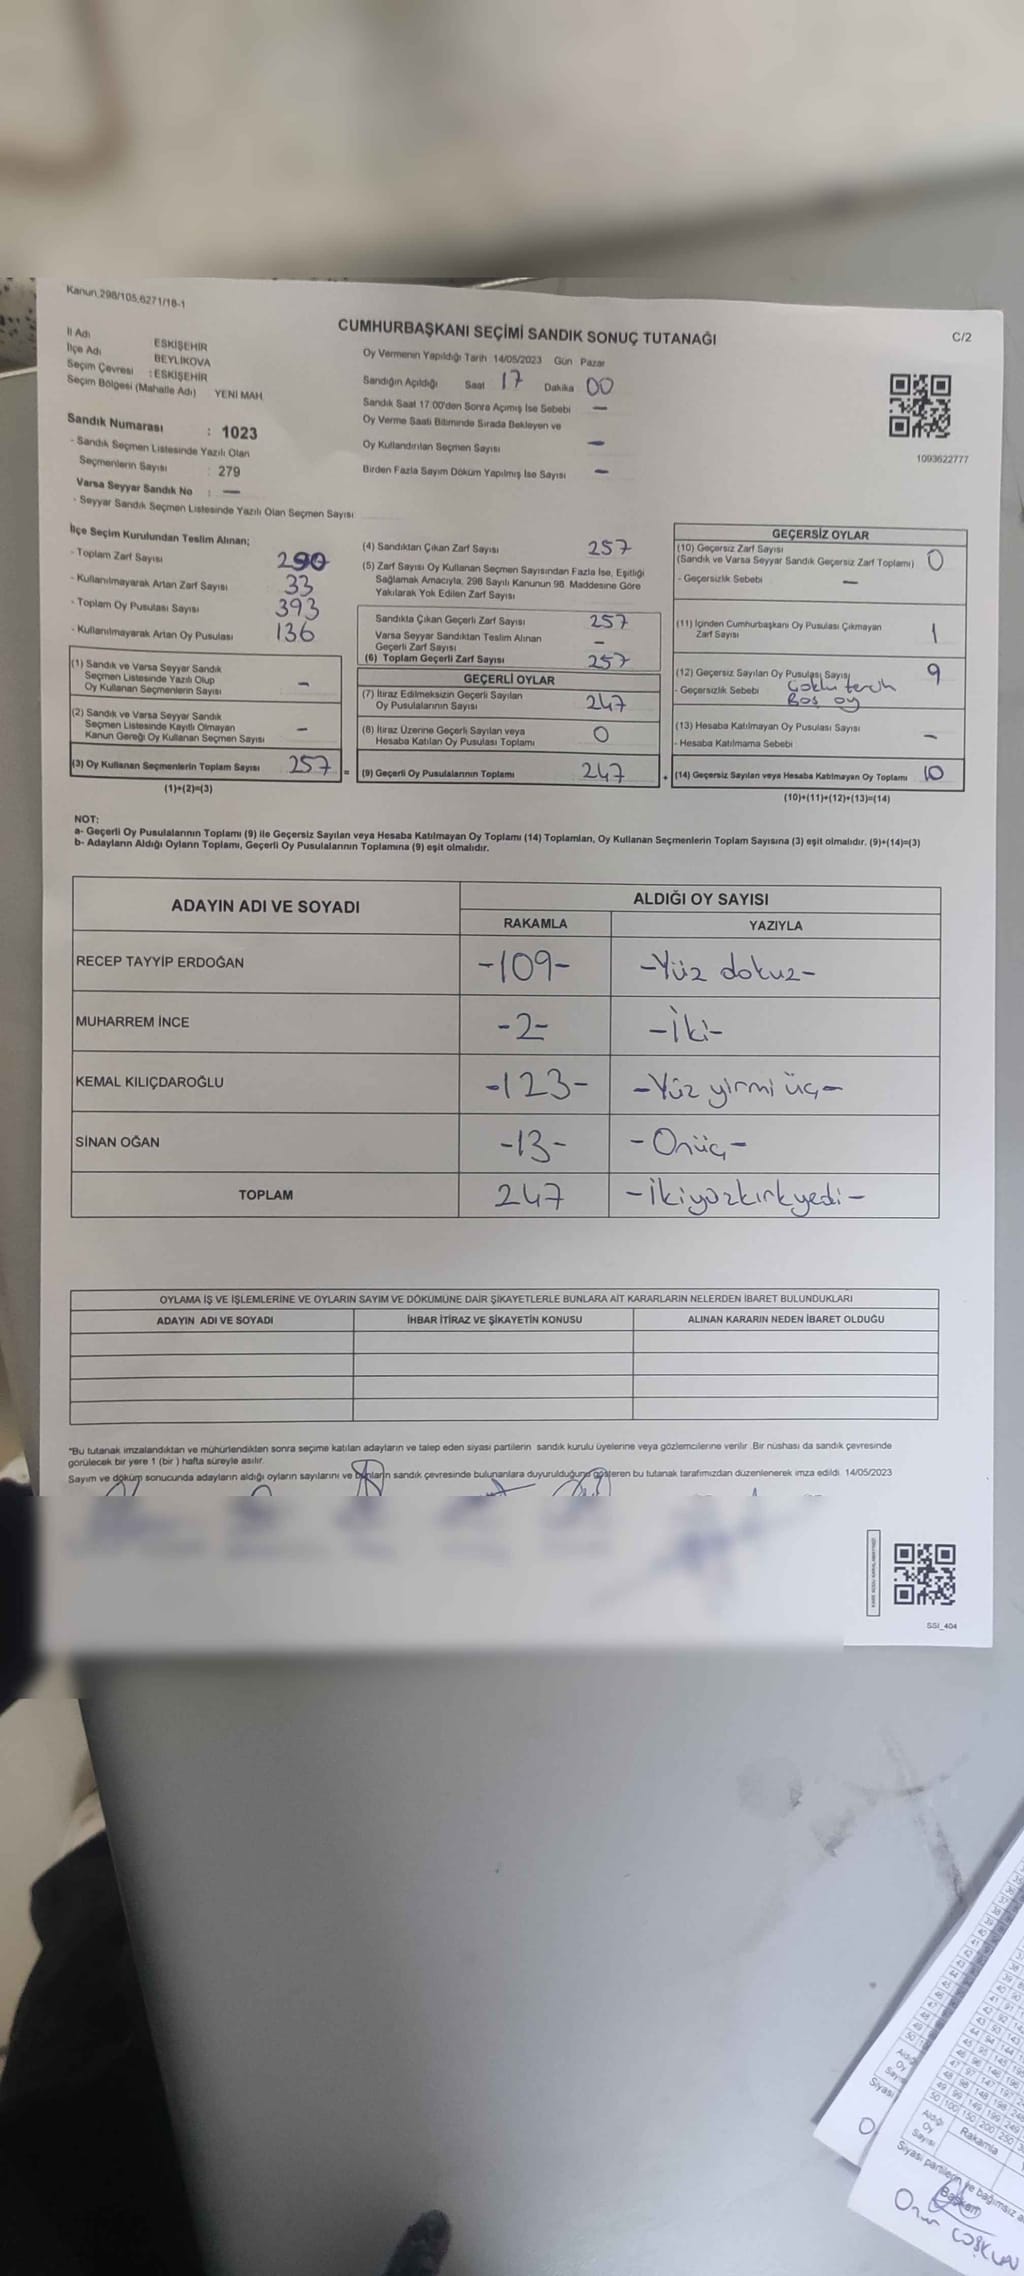 Kanun:298/105,6271/18-1
CUMHURBAŞKANI SEÇİMİ SANDIK SONUÇ TUTANAĞI
C/2
İl Adı ESKİŞEHİR
İlçe Adı BEYLİKOVA
Seçim Çevresi : ESKİŞEHİR
Seçim Bölgesi (Mahalle Adı) YENİ MAH.
Sandık Numarası : 1023
- Sandık Seçmen Listesinde Yazılı Olan
Seçmenlerin Sayısı : 279
Varsa Seyyar Sandık No : —
- Seyyar Sandık Seçmen Listesinde Yazılı Olan Seçmen Sayısı
Oy Vermenin Yapıldığı Tarih 14/05/2023 Gün Pazar
Sandığın Açıldığı Saat 17 Dakika 00
Sandık Saat 17:00'den Sonra Açımış İse Sebebi —
Oy Verme Saati Bitiminde Sırada Bekleyen ve
Oy Kullandırılan Seçmen Sayısı —
Birden Fazla Sayım Döküm Yapılmış İse Sayısı —
1093622777
İlçe Seçim Kurulundan Teslim Alınan;
- Toplam Zarf Sayısı 290
- Kullanılmayarak Artan Zarf Sayısı 33
- Toplam Oy Pusulası Sayısı 393
- Kullanılmayarak Artan Oy Pusulası 136
(1) Sandık ve Varsa Seyyar Sandık
Seçmen Listesinde Yazılı Olup
Oy Kullanan Seçmenlerin Sayısı —
(2) Sandık ve Varsa Seyyar Sandık
Seçmen Listesinde Kayıtlı Olmayan
Kanun Gereği Oy Kullanan Seçmen Sayısı —
(3) Oy Kullanan Seçmenlerin Toplam Sayısı 257 =
(1)+(2)=(3)
(4) Sandıktan Çıkan Zarf Sayısı 257
(5) Zarf Sayısı Oy Kullanan Seçmen Sayısından Fazla İse, Eşitliği
Sağlamak Amacıyla, 298 Sayılı Kanunun 98. Maddesine Göre
Yakılarak Yok Edilen Zarf Sayısı
Sandıkta Çıkan Geçerli Zarf Sayısı 257
Varsa Seyyar Sandıktan Teslim Alınan
Geçerli Zarf Sayısı —
(6) Toplam Geçerli Zarf Sayısı 257
GEÇERLİ OYLAR
(7) İtiraz Edilmeksizin Geçerli Sayılan
Oy Pusulalarının Sayısı 247
(8) İtiraz Üzerine Geçerli Sayılan veya
Hesaba Katılan Oy Pusulası Toplamı 0
(9) Geçerli Oy Pusulalarının Toplamı 247 +
GEÇERSİZ OYLAR
(10) Geçersiz Zarf Sayısı
(Sandık ve Varsa Seyyar Sandık Geçersiz Zarf Toplamı) 0
- Geçersizlik Sebebi —
(11) İçinden Cumhurbaşkanı Oy Pusulası Çıkmayan
Zarf Sayısı 1
(12) Geçersiz Sayılan Oy Pusulası Sayısı 9
- Geçersizlik Sebebi Çoklu tercih
Boş oy
(13) Hesaba Katılmayan Oy Pusulası Sayısı
- Hesaba Katılmama Sebebi —
(14) Geçersiz Sayılan veya Hesaba Katılmayan Oy Toplamı 10
(10)+(11)+(12)+(13)=(14)
NOT:
a- Geçerli Oy Pusulalarının Toplamı (9) ile Geçersiz Sayılan veya Hesaba Katılmayan Oy Toplamı (14) Toplamları, Oy Kullanan Seçmenlerin Toplam Sayısına (3) eşit olmalıdır. (9)+(14)=(3)
b- Adayların Aldığı Oyların Toplamı, Geçerli Oy Pusulalarının Toplamına (9) eşit olmalıdır.
ADAYIN ADI VE SOYADI ALDIĞI OY SAYISI
RAKAMLA YAZIYLA
RECEP TAYYİP ERDOĞAN -109- -Yüz dokuz-
MUHARREM İNCE -2- -İki-
KEMAL KILIÇDAROĞLU -123- -Yüz yirmi üç-
SİNAN OĞAN -13- -Onüç-
TOPLAM 247 -İkiyüzkırkyedi-
OYLAMA İŞ VE İŞLEMLERİNE VE OYLARIN SAYIM VE DÖKÜMÜNE DAİR ŞİKAYETLERLE BUNLARA AİT KARARLARIN NELERDEN İBARET BULUNDUKLARI
ADAYIN ADI VE SOYADI İHBAR İTİRAZ VE ŞİKAYETİN KONUSU ALINAN KARARIN NEDEN İBARET OLDUĞU
*Bu tutanak imzalandıktan ve mühürlendikten sonra seçime katılan adayların ve talep eden siyasi partilerin sandık kurulu üyelerine veya gözlemcilerine verilir. Bir nüshası da sandık çevresinde
görülecek bir yere 1 (bir) hafta süreyle asılır.
Sayım ve döküm sonucunda adayların aldığı oyların sayılarını ve bunların sandık çevresinde bulunanlara duyurulduğunu gösteren bu tutanak tarafımızdan düzenlenerek imza edildi. 14/05/2023
SSI_404
Aldığı
Oy
Sayısı
Rakamla
Siyasi partilerin ve bağımsız
Başkan
Onur COŞKUN